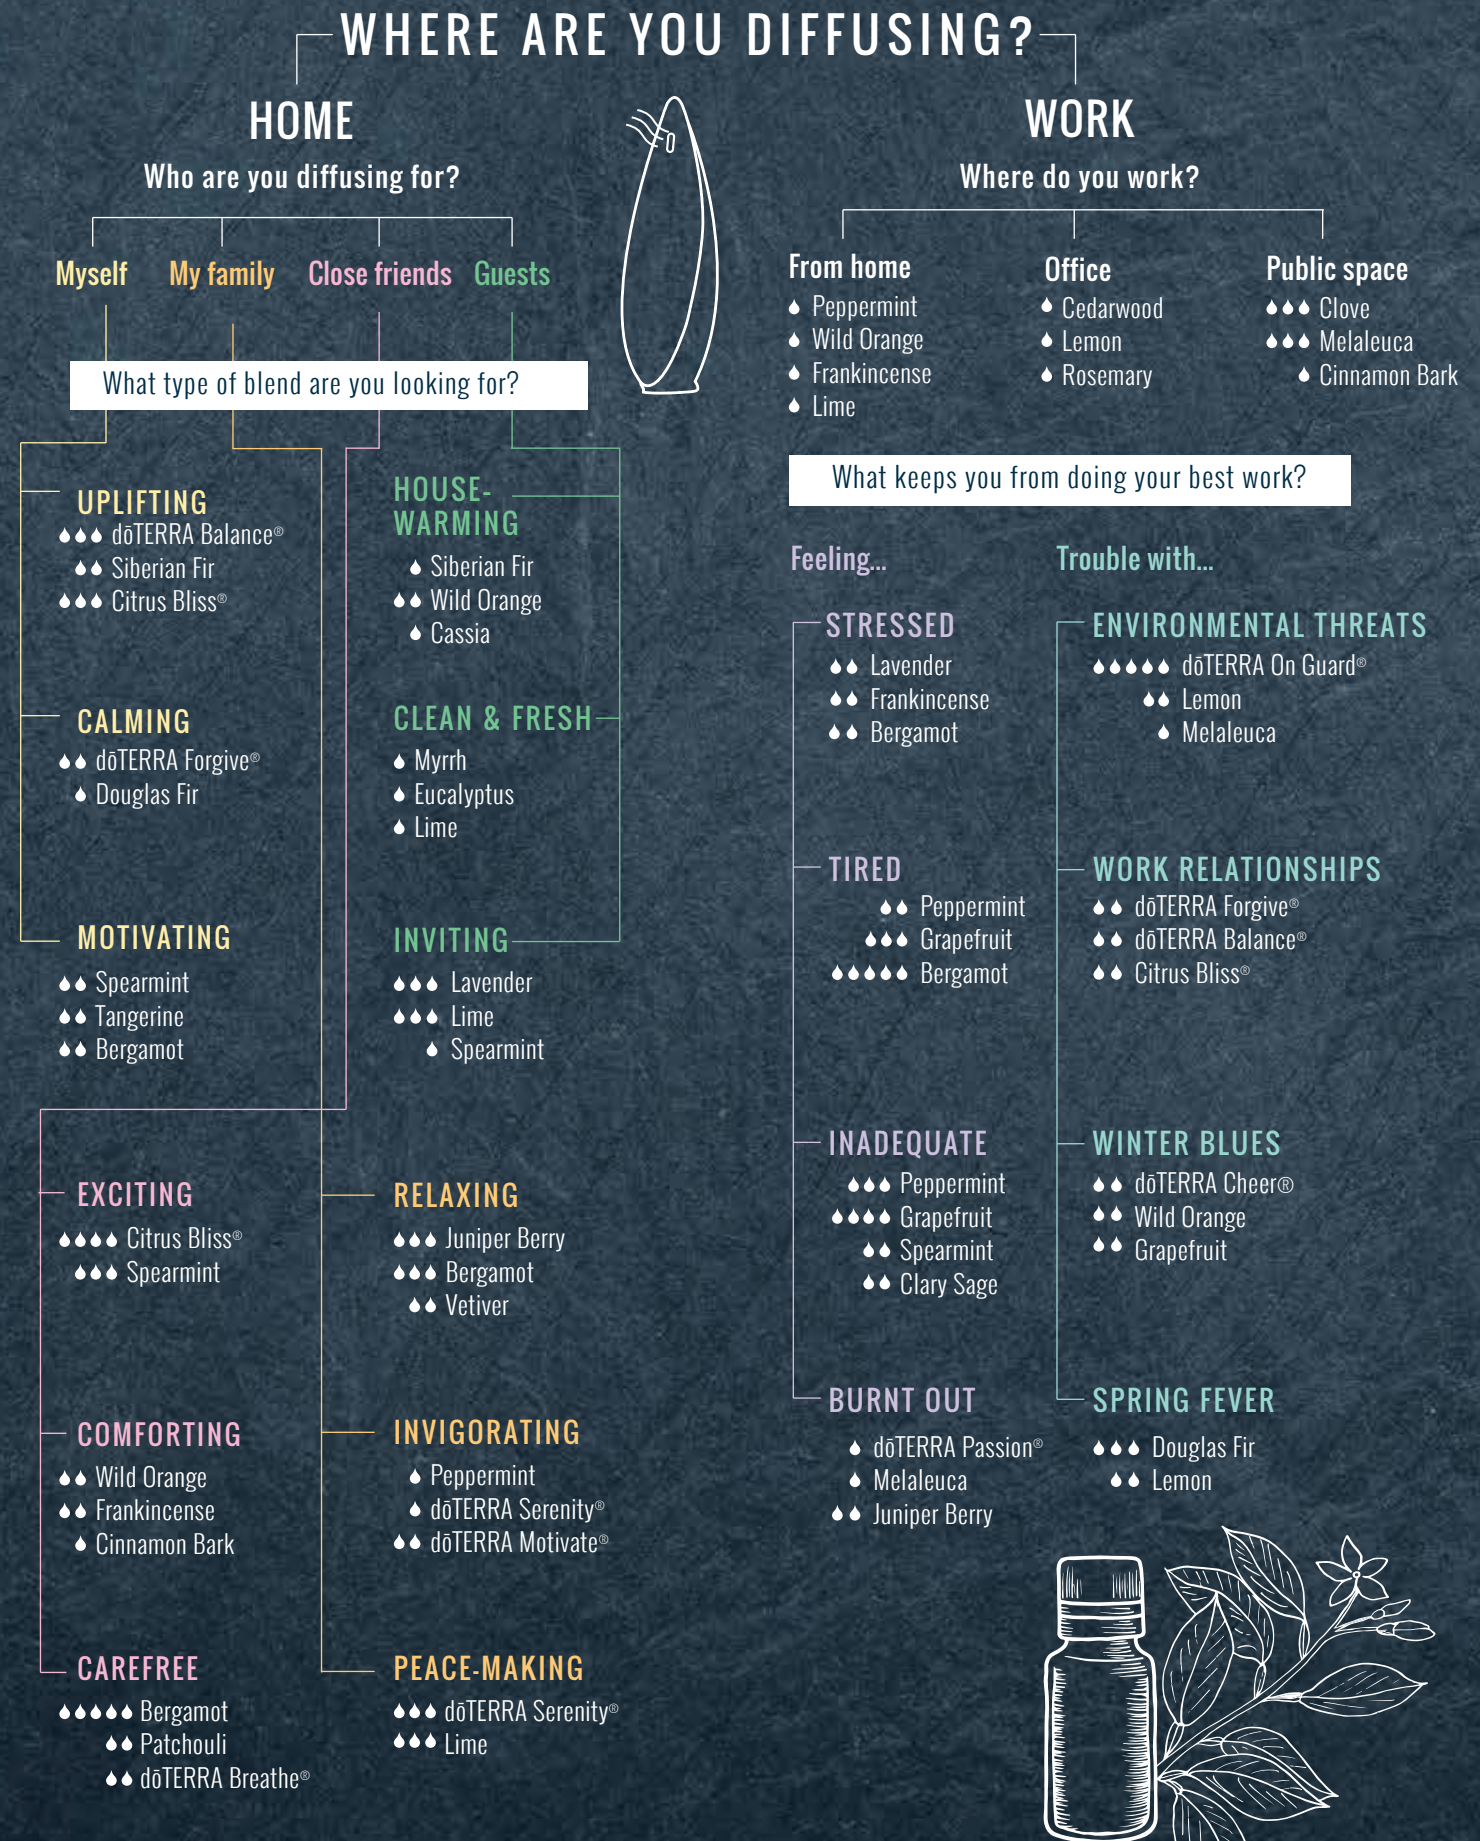 WHERE ARE YOU DIFFUSING?
HOME
Who are you diffusing for?
Myself
My family
Close friends
Guests
What type of blend are you looking for?
UPLIFTING
dōTERRA Balance®
Siberian Fir
Citrus Bliss®
CALMING
dōTERRA Forgive®
Douglas Fir
MOTIVATING
Spearmint
Tangerine
Bergamot
HOUSE-
WARMING
Siberian Fir
Wild Orange
Cassia
CLEAN & FRESH
Myrrh
Eucalyptus
Lime
INVITING
Lavender
Lime
Spearmint
EXCITING
Citrus Bliss®
Spearmint
COMFORTING
Wild Orange
Frankincense
Cinnamon Bark
CAREFREE
Bergamot
Patchouli
dōTERRA Breathe®
RELAXING
Juniper Berry
Bergamot
Vetiver
INVIGORATING
Peppermint
dōTERRA Serenity®
dōTERRA Motivate®
PEACE-MAKING
dōTERRA Serenity®
Lime
WORK
Where do you work?
From home
Peppermint
Wild Orange
Frankincense
Lime
Office
Cedarwood
Lemon
Rosemary
Public space
Clove
Melaleuca
Cinnamon Bark
What keeps you from doing your best work?
Feeling...
STRESSED
Lavender
Frankincense
Bergamot
TIRED
Peppermint
Grapefruit
Bergamot
INADEQUATE
Peppermint
Grapefruit
Spearmint
Clary Sage
BURNT OUT
dōTERRA Passion®
Melaleuca
Juniper Berry
Trouble with...
ENVIRONMENTAL THREATS
dōTERRA On Guard®
Lemon
Melaleuca
WORK RELATIONSHIPS
dōTERRA Forgive®
dōTERRA Balance®
Citrus Bliss®
WINTER BLUES
dōTERRA Cheer®
Wild Orange
Grapefruit
SPRING FEVER
Douglas Fir
Lemon